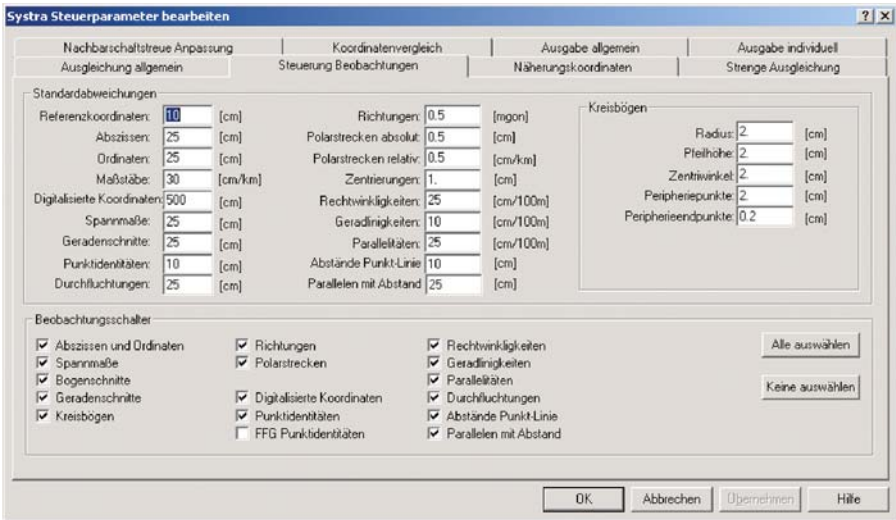 Systra Steuerparameter bearbeiten
Nachbarschaftstreue Anpassung Koordinatenvergleich Ausgabe allgemein Ausgabe individuell
Ausgleichung allgemein Steuerung Beobachtungen Näherungskoordinaten Strenge Ausgleichung
Standardabweichungen
Referenzkoordinaten: 10 [cm]
Abszissen: 25 [cm]
Ordinaten: 25 [cm]
Maßstäbe: 30 [cm/km]
Digitalisierte Koordinaten: 500 [cm]
Spannmaße: 25 [cm]
Geradenschnitte: 25 [cm]
Punktidentitäten: 10 [cm]
Durchfluchtungen: 25 [cm]
Richtungen: 0.5 [mgon]
Polarstrecken absolut: 0.5 [cm]
Polarstrecken relativ: 0.5 [cm/km]
Zentrierungen: 1. [cm]
Rechtwinkligkeiten: 25 [cm/100m]
Geradlinigkeiten: 10 [cm/100m]
Parallelitäten: 25 [cm/100m]
Abstände Punkt-Linie 10 [cm]
Parallelen mit Abstand 25 [cm]
Kreisbögen
Radius: 2. [cm]
Pfeilhöhe: 2. [cm]
Zentriwinkel: 2. [cm]
Peripheriepunkte: 2. [cm]
Peripherieendpunkte: 0.2 [cm]
Beobachtungsschalter
Abszissen und Ordinaten
Spannmaße
Bogenschnitte
Geradenschnitte
Kreisbögen
Richtungen
Polarstrecken
Digitalisierte Koordinaten
Punktidentitäten
FFG Punktidentitäten
Rechtwinkligkeiten
Geradlinigkeiten
Parallelitäten
Durchfluchtungen
Abstände Punkt-Linie
Parallelen mit Abstand
Alle auswählen
Keine auswählen
OK Abbrechen Übernehmen Hilfe